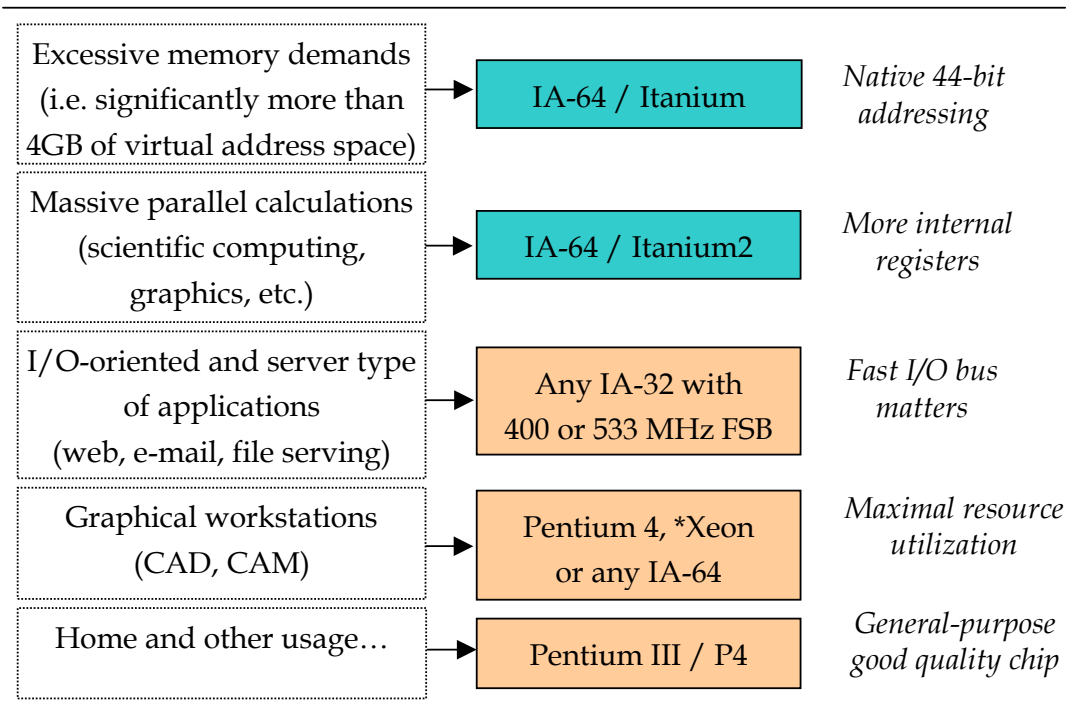 Excessive memory demands
(i.e. significantly more than
4GB of virtual address space)
IA-64 / Itanium
Native 44-bit
addressing
Massive parallel calculations
(scientific computing,
graphics, etc.)
IA-64 / Itanium2
More internal
registers
I/O-oriented and server type
of applications
(web, e-mail, file serving)
Any IA-32 with
400 or 533 MHz FSB
Fast I/O bus
matters
Graphical workstations
(CAD, CAM)
Pentium 4, *Xeon
or any IA-64
Maximal resource
utilization
Home and other usage…
Pentium III / P4
General-purpose
good quality chip